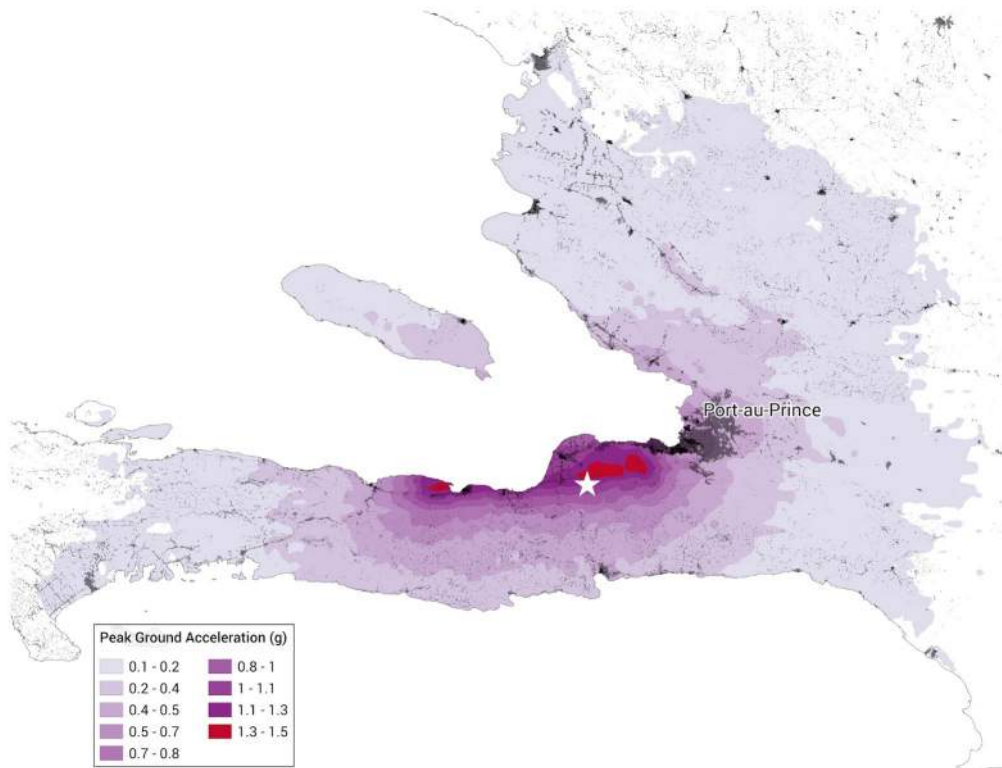 Port-au-Prince
Peak Ground Acceleration (g)
0.1 - 0.2
0.2 - 0.4
0.4 - 0.5
0.5 - 0.7
0.7 - 0.8
0.8 - 1
1 - 1.1
1.1 - 1.3
1.3 - 1.5